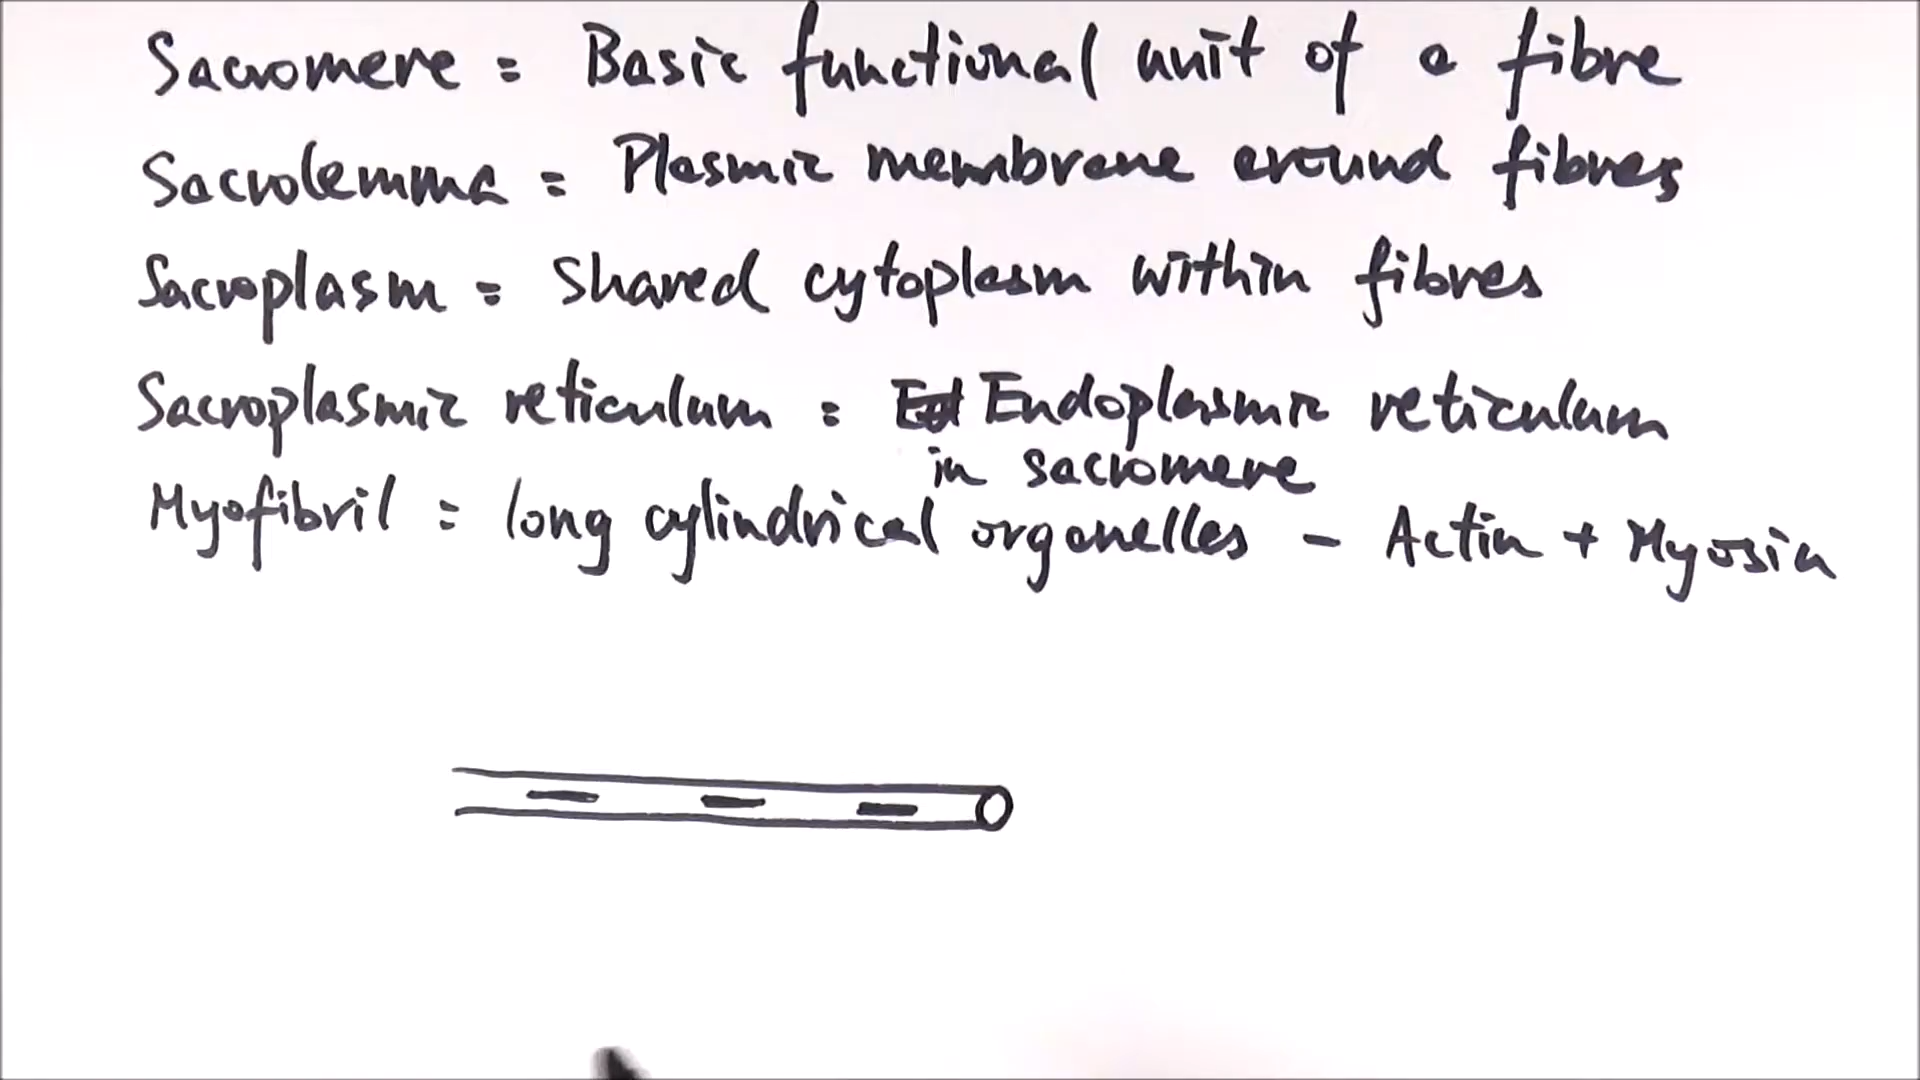 Sacromere = Basic functional unit of a fibre
Sacrolemma = Plasmic membrane around fibres
Sacroplasm = Shared cytoplasm within fibres
Sacroplasmic reticulum = Endoplasmic reticulum
in sacromere
Myofibril = long cylindrical organelles - Actin + Myosin